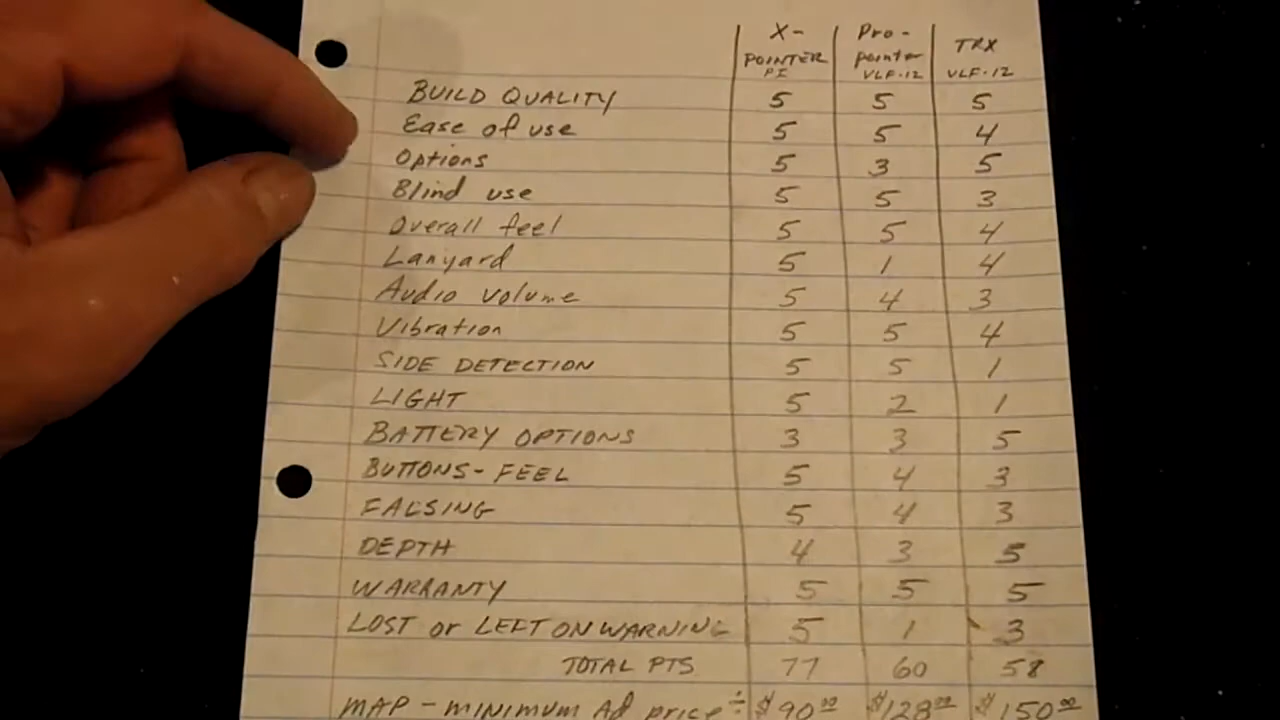 X-POINTER PI Pro-pointer VLF-12 TRX VLF-12
BUILD QUALITY 5 5 5
Ease of use 5 5 4
Options 5 3 5
Blind use 5 5 3
Overall feel 5 5 4
Lanyard 5 1 4
Audio volume 5 4 3
Vibration 5 5 4
SIDE DETECTION 5 5 1
LIGHT 5 2 1
BATTERY OPTIONS 3 3 5
BUTTONS-FEEL 5 4 3
FALSING 5 4 3
DEPTH 4 3 5
WARRANTY 5 5 5
LOST or LEFT ON WARNING 5 1 3
TOTAL PTS 77 60 58
MAP - MINIMUM Ad price ÷ $90.00 $128.00 $150.00